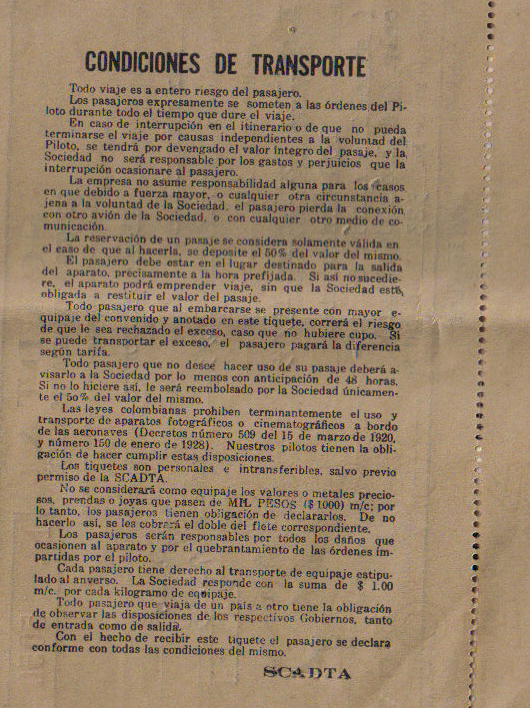 CONDICIONES DE TRANSPORTE
Todo viaje es a entero riesgo del pasajero.
Los pasajeros expresamente se someten a las órdenes del Pi-
loto durante todo el tiempo que dure el viaje.
En caso de interrupción en el itinerario o de que no pueda
terminarse el viaje por causas independientes a la voluntad del
Piloto, se tendrá por devengado el valor íntegro del pasaje, y la
Sociedad no será responsable por los gastos y perjuicios que la
interrupción ocasionare al pasajero.
La empresa no asume responsabilidad alguna para los casos
en que debido a fuerza mayor, o cualquier otra circunstancia a-
jena a la voluntad de la Sociedad, el pasajero pierda la conexión
con otro avión de la Sociedad, o con cualquier otro medio de co-
municación.
La reservación de un pasaje se considera solamente válida en
el caso de que al hacerla, se deposite el 50% del valor del mismo.
El pasajero debe estar en el lugar destinado para la salida
del aparato, precisamente a la hora prefijada. Si así no sucedie-
re, el aparato podrá emprender viaje, sin que la Sociedad esté
obligada a restituir el valor del pasaje.
Todo pasajero que al embarcarse se presente con mayor e-
quipaje del convenido y anotado en este tiquete, correrá el riesgo
de que le sea rechazado el exceso, caso que no hubiere cupo. Si
se puede transportar el exceso, el pasajero pagará la diferencia
según tarifa.
Todo pasajero que no desee hacer uso de su pasaje deberá a-
visarlo a la Sociedad por lo menos con anticipación de 48 horas.
Si no lo hiciere así, le será reembolsado por la Sociedad únicamen-
te el 50% del valor del mismo.
Las leyes colombianas prohiben terminantemente el uso y
transporte de aparatos fotográficos o cinematográficos a bordo
de las aeronaves (Decretos número 509 del 15 de marzo de 1920,
y número 150 de enero de 1928). Nuestros pilotos tienen la obli-
gación de hacer cumplir estas disposiciones.
Los tiquetes son personales e intransferibles, salvo previo
permiso de la SCADTA.
No se considerará como equipaje los valores o metales precio-
sos, prendas o joyas que pasen de MIL PESOS ($ 1000) m/c; por
lo tanto, los pasajeros tienen obligación de declararlos. De no
hacerlo así, se les cobrará el doble del flete correspondiente.
Los pasajeros serán responsables por todos los daños que
ocasionen al aparato y por el quebrantamiento de las órdenes im-
partidas por el piloto.
Cada pasajero tiene derecho al transporte de equipaje estipu-
lado al anverso. La Sociedad responde con la suma de $ 1.00
m/c. por cada kilogramo de equipaje.
Todo pasajero que viaja de un país a otro tiene la obligación
de observar las disposiciones de los respectivos Gobiernos, tanto
de entrada como de salida.
Con el hecho de recibir este tiquete el pasajero se declara
conforme con todas las condiciones del mismo.
SCADTA